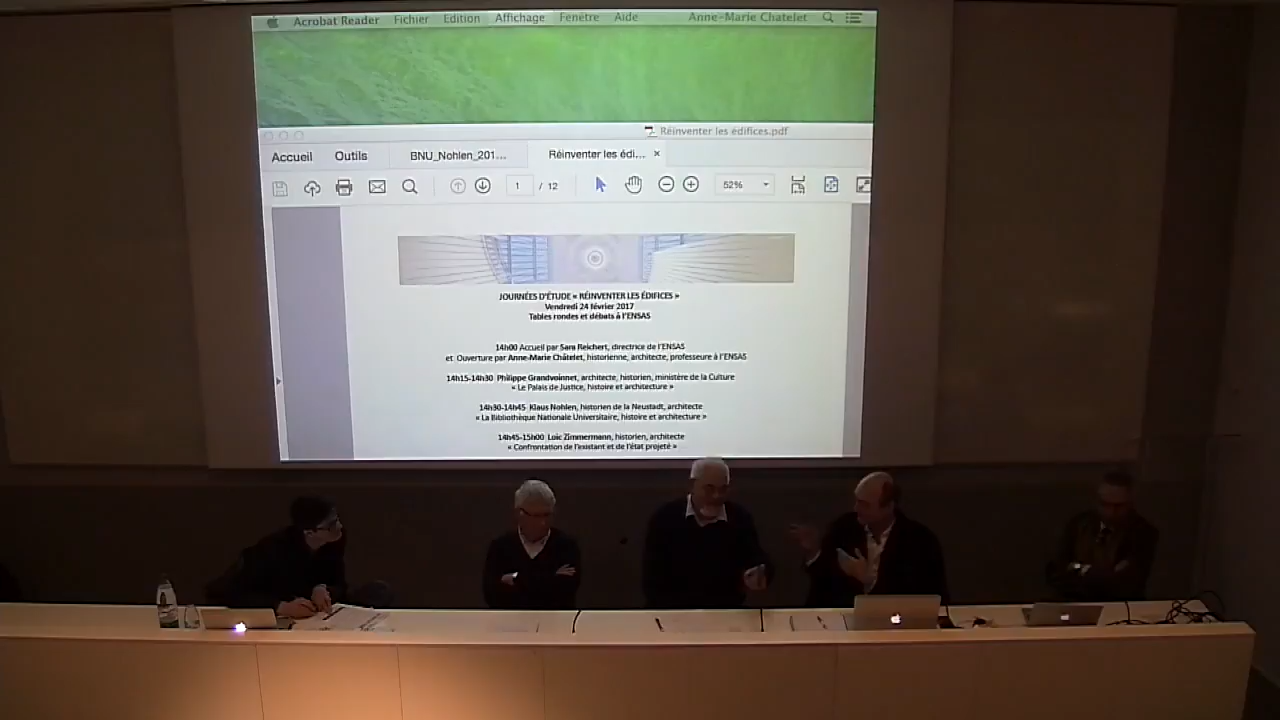 Acrobat Reader Fichier Edition Affichage Fenêtre Aide Anne-Marie Chatelet
Réinventer les édifices.pdf
Accueil Outils BNU_Nohlen_201... Réinventer les édi... ×
1 / 12 52%
JOURNÉES D'ÉTUDE « RÉINVENTER LES ÉDIFICES »
Vendredi 24 février 2017
Tables rondes et débats à l'ENSAS
14h00 Accueil par Sara Reichert, directrice de l'ENSAS
et Ouverture par Anne-Marie Châtelet, historienne, architecte, professeure à l'ENSAS
14h15-14h30 Philippe Grandvoinnet, architecte, historien, ministère de la Culture
« Le Palais de Justice, histoire et architecture »
14h30-14h45 Klaus Nohlen, historien de la Neustadt, architecte
« La Bibliothèque Nationale Universitaire, histoire et architecture »
14h45-15h00 Loïc Zimmermann, historien, architecte
« Confrontation de l'existant et de l'état projeté »